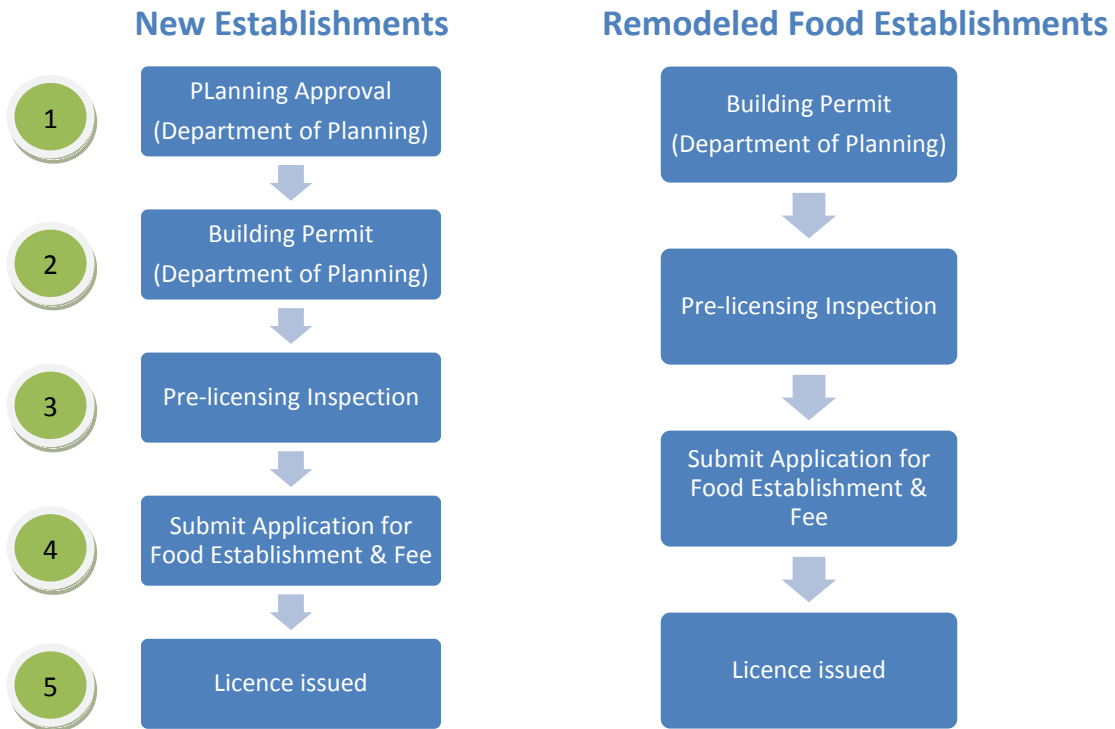 New Establishments
1
PLanning Approval
(Department of Planning)
2
Building Permit
(Department of Planning)
3
Pre-licensing Inspection
4
Submit Application for
Food Establishment & Fee
5
Licence issued
Remodeled Food Establishments
Building Permit
(Department of Planning)
Pre-licensing Inspection
Submit Application for
Food Establishment &
Fee
Licence issued